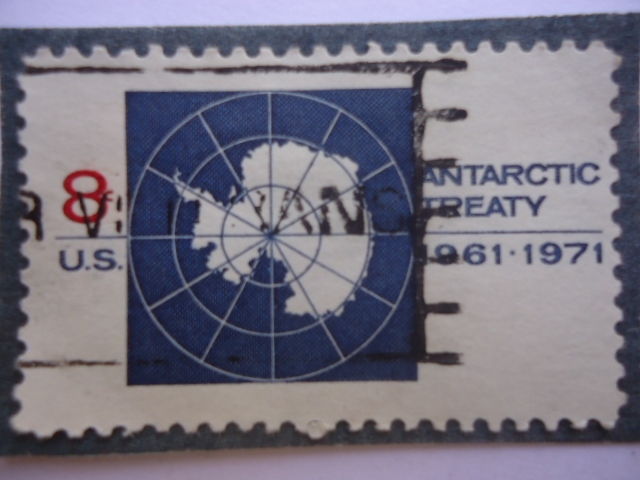 8
U.S.
ANTARCTIC
TREATY
1961·1971